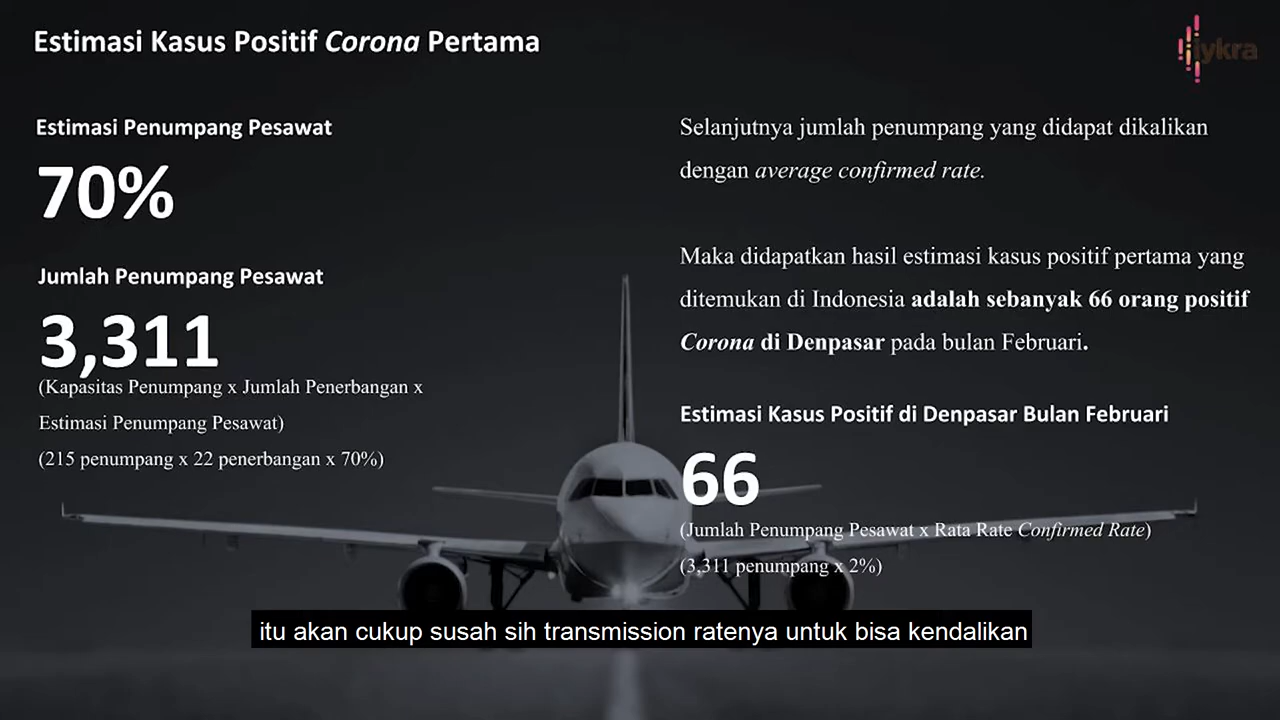 Estimasi Kasus Positif Corona Pertama
iykra
Estimasi Penumpang Pesawat
70%
Jumlah Penumpang Pesawat
3,311
(Kapasitas Penumpang x Jumlah Penerbangan x
Estimasi Penumpang Pesawat)
(215 penumpang x 22 penerbangan x 70%)
Selanjutnya jumlah penumpang yang didapat dikalikan
dengan average confirmed rate.
Maka didapatkan hasil estimasi kasus positif pertama yang
ditemukan di Indonesia adalah sebanyak 66 orang positif
Corona di Denpasar pada bulan Februari.
Estimasi Kasus Positif di Denpasar Bulan Februari
66
(Jumlah Penumpang Pesawat x Rata Rate Confirmed Rate)
(3,311 penumpang x 2%)
itu akan cukup susah sih transmission ratenya untuk bisa kendalikan